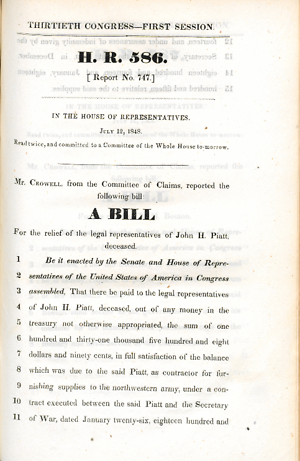 THIRTIETH CONGRESS—FIRST SESSION.
H. R. 586.
[ Report No. 747.]
IN THE HOUSE OF REPRESENTATIVES.
July 19, 1848.
Read twice, and committed to a Committee of the Whole House to-morrow.
Mr. Crowell, from the Committee of Claims, reported the
following bill
A BILL
For the relief of the legal representatives of John H. Piatt,
deceased.
1 Be it enacted by the Senate and House of Repre-
2 sentatives of the United States of America in Congress
3 assembled, That there be paid to the legal representatives
4 of John H. Piatt, deceased, out of any money in the
5 treasury not otherwise appropriated, the sum of one
6 hundred and thirty-one thousand five hundred and eight
7 dollars and ninety cents, in full satisfaction of the balance
8 which was due to the said Piatt, as contractor for fur-
9 nishing supplies to the northwestern army, under a con-
10 tract executed between the said Piatt and the Secretary
11 of War, dated January twenty-six, eighteen hundred and